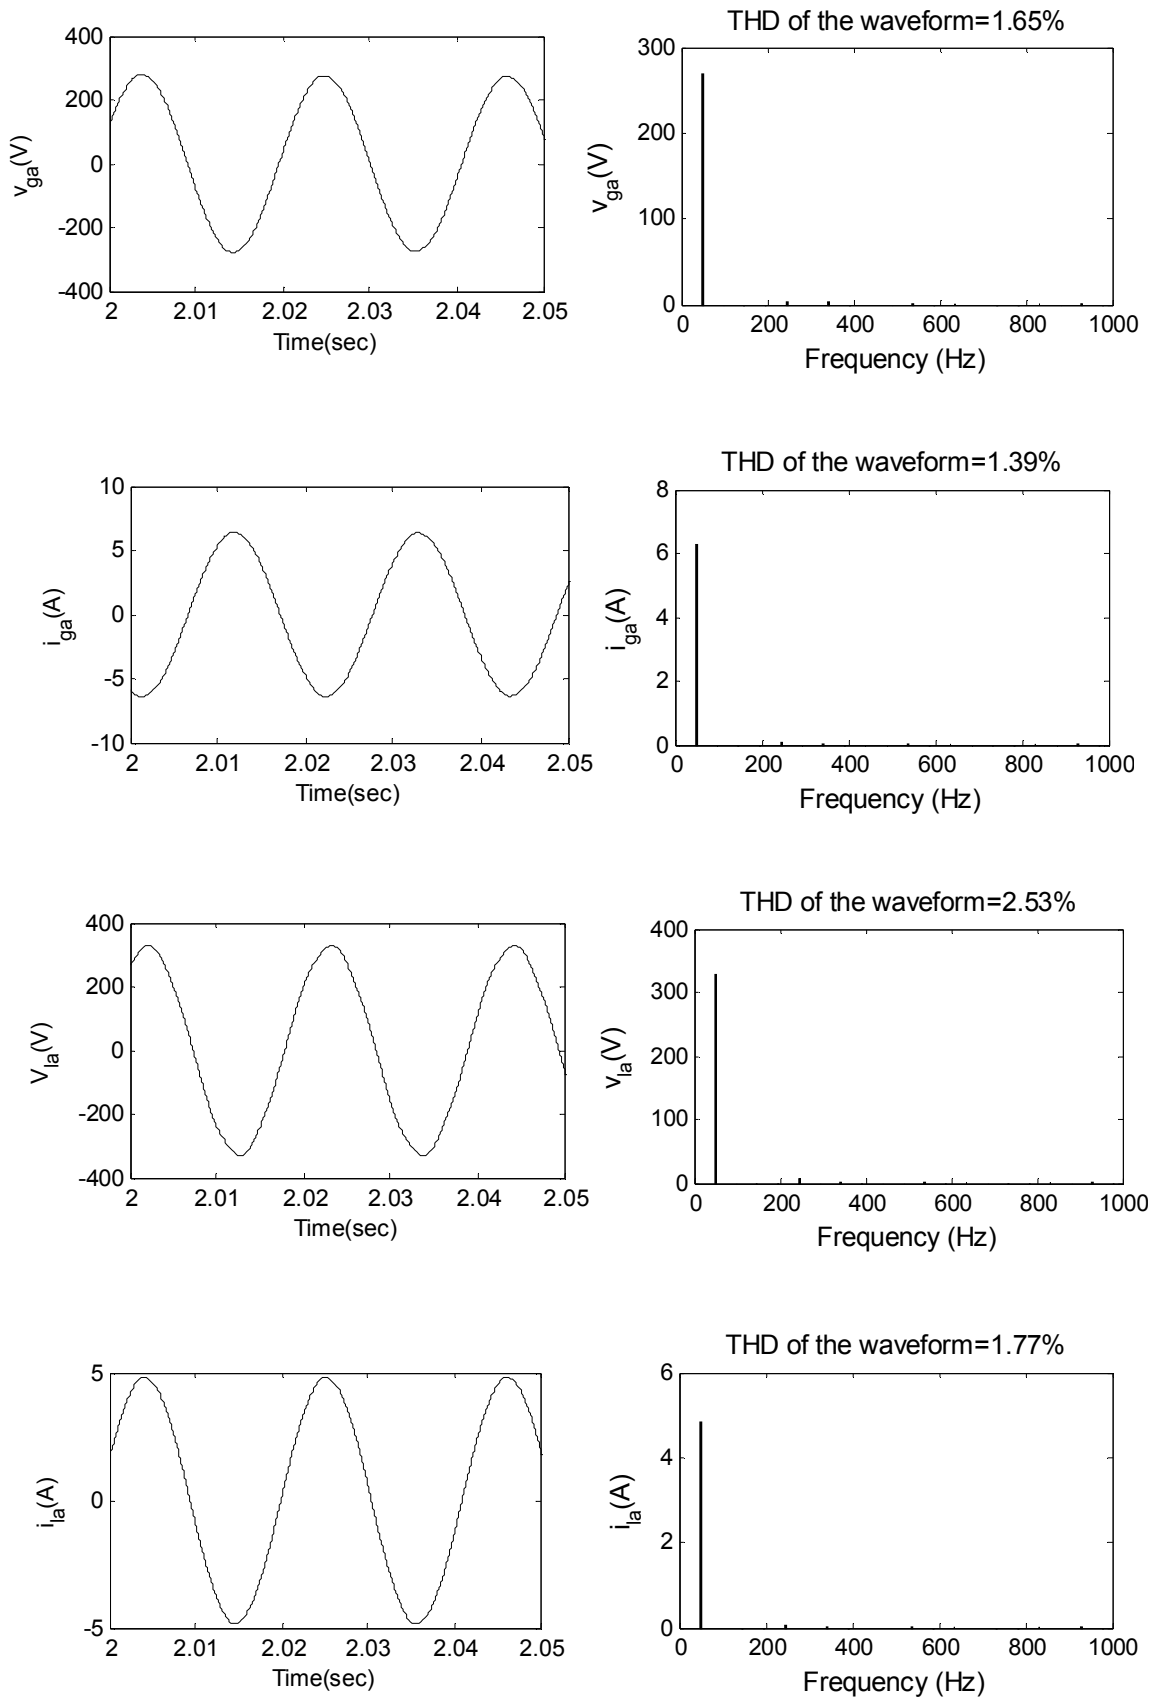 THD of the waveform=1.65%
400
200
0
-200
-400
v_ga(V)
2 2.01 2.02 2.03 2.04 2.05
Time(sec)
300
200
100
0
v_ga(V)
0 200 400 600 800 1000
Frequency (Hz)
THD of the waveform=1.39%
10
5
0
-5
-10
i_ga(A)
2 2.01 2.02 2.03 2.04 2.05
Time(sec)
8
6
4
2
0
i_ga(A)
0 200 400 600 800 1000
Frequency (Hz)
THD of the waveform=2.53%
400
200
0
-200
-400
V_la(V)
2 2.01 2.02 2.03 2.04 2.05
Time(sec)
400
300
200
100
0
v_la(V)
0 200 400 600 800 1000
Frequency (Hz)
THD of the waveform=1.77%
5
0
-5
i_la(A)
2 2.01 2.02 2.03 2.04 2.05
Time(sec)
6
4
2
0
i_la(A)
0 200 400 600 800 1000
Frequency (Hz)